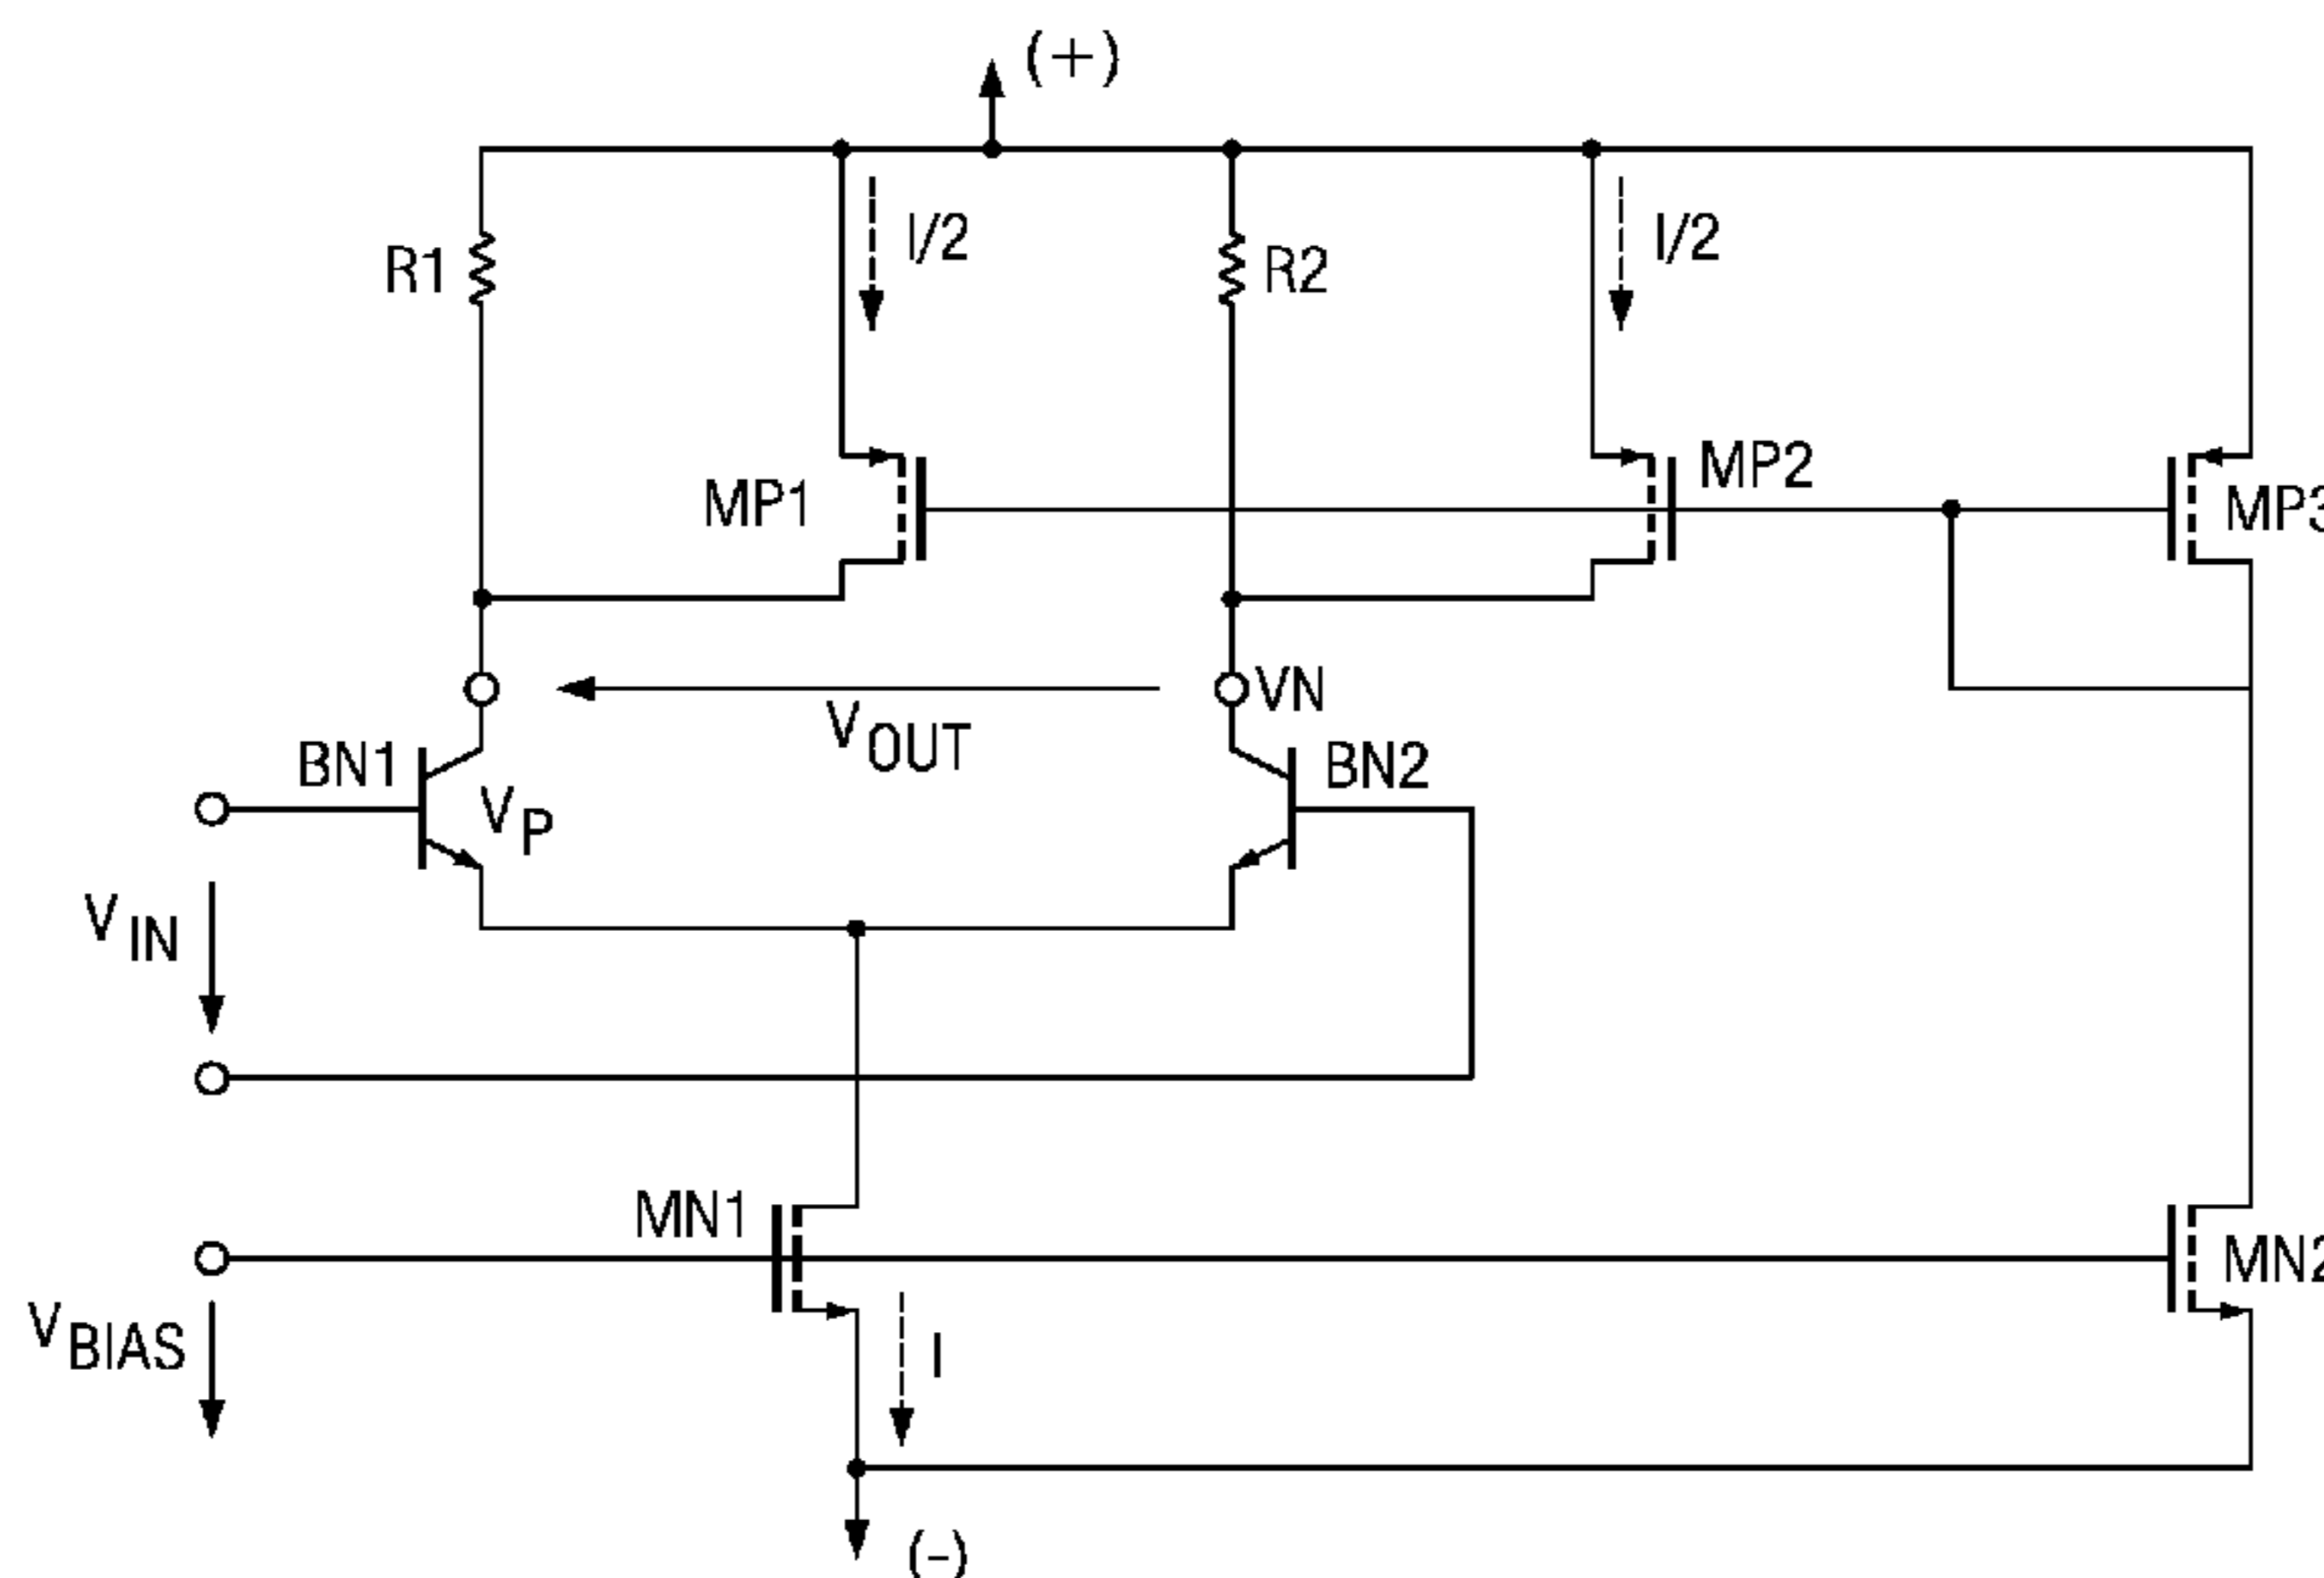 (+)
R1
I/2
R2
I/2
MP1
MP2
MP3
VN
VOUT
BN1
BN2
VP
VIN
MN1
MN2
VBIAS
I
(-)